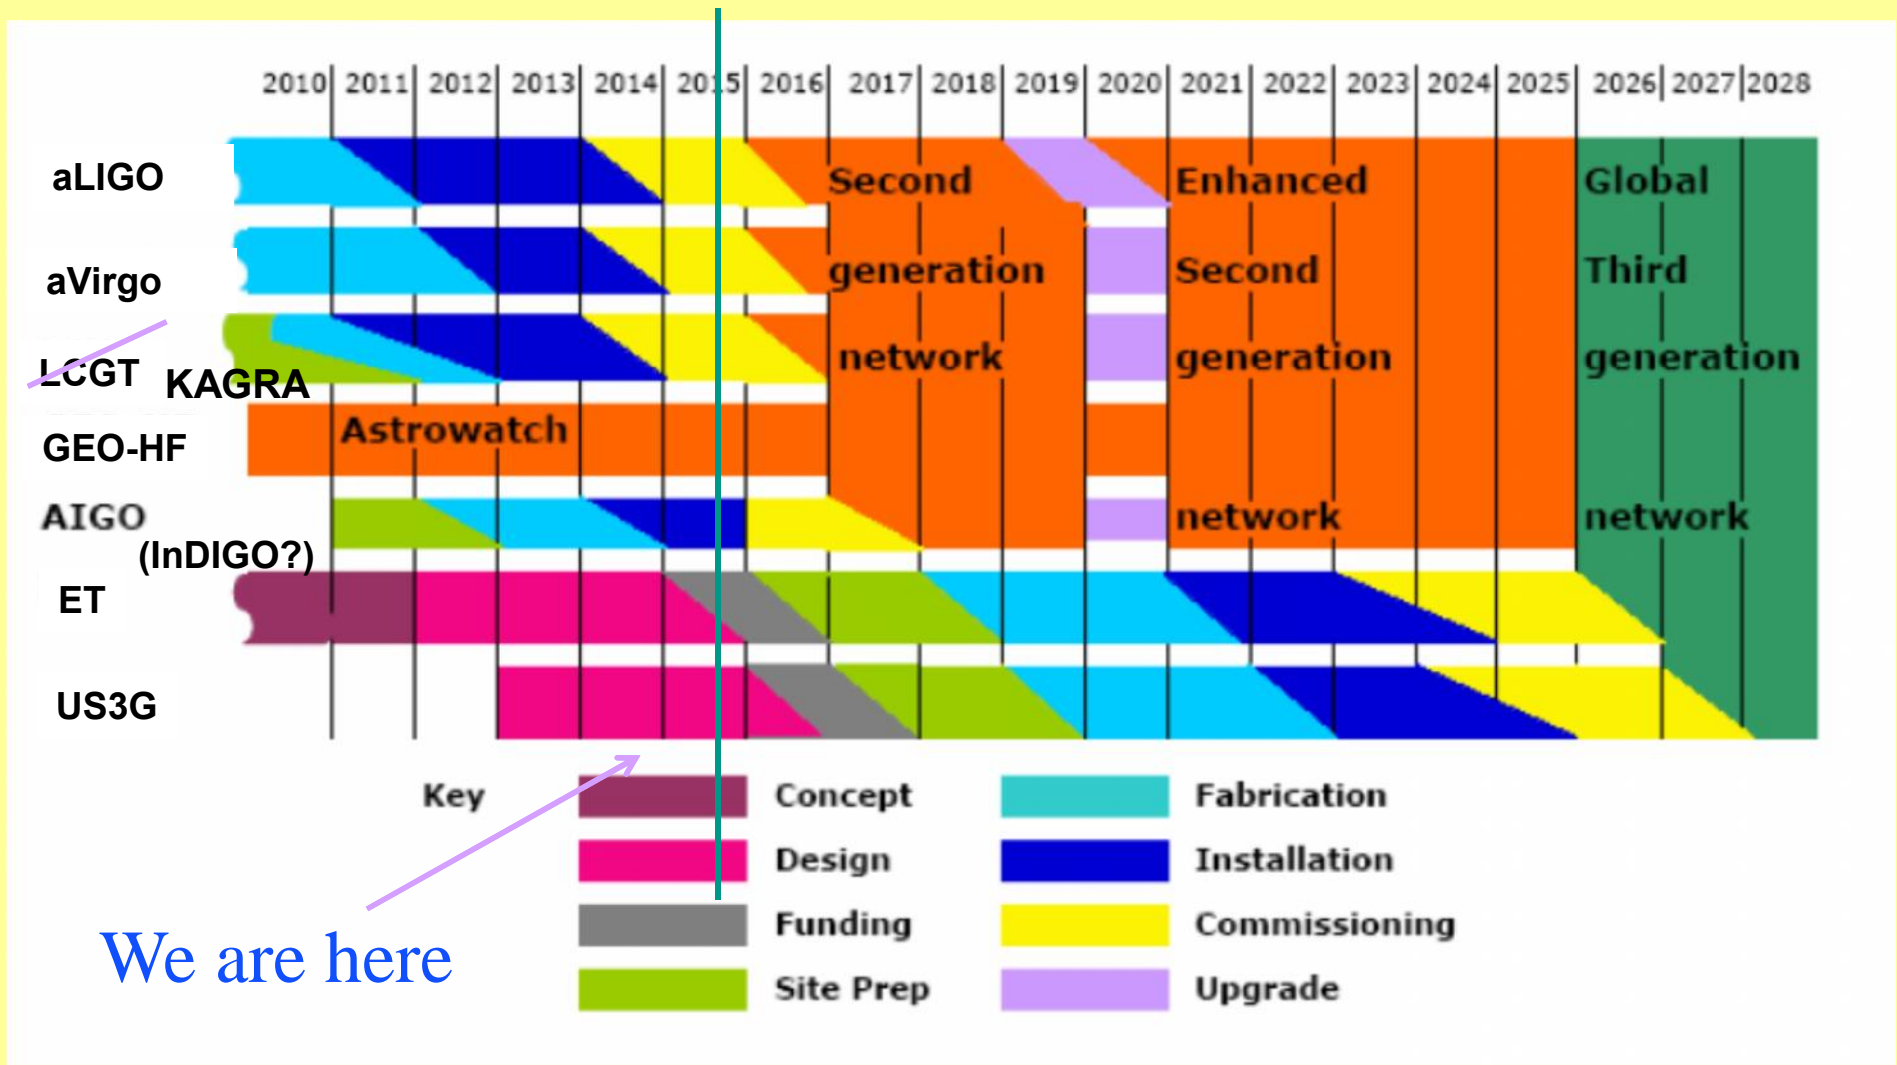 2010 2011 2012 2013 2014 2015 2016 2017 2018 2019 2020 2021 2022 2023 2024 2025 2026 2027 2028
aLIGO Second Enhanced Global
aVirgo generation Second Third
LCGT KAGRA network generation generation
GEO-HF Astrowatch
AIGO network network
(InDIGO?)
ET
US3G
Key Concept Fabrication
Design Installation
Funding Commissioning
We are here
Site Prep Upgrade